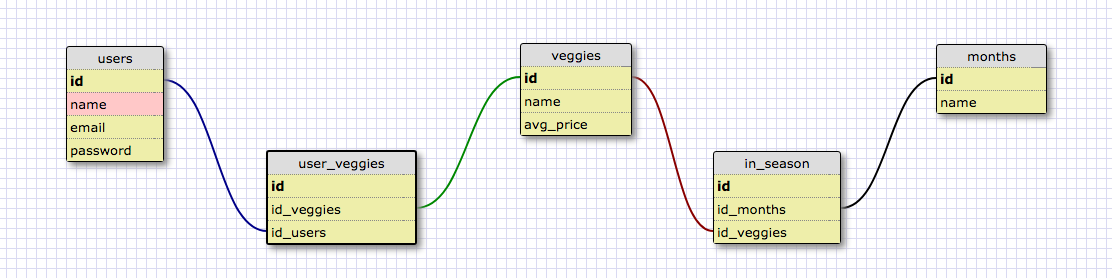 users
id
name
email
password
user_veggies
id
id_veggies
id_users
veggies
id
name
avg_price
in_season
id
id_months
id_veggies
months
id
name